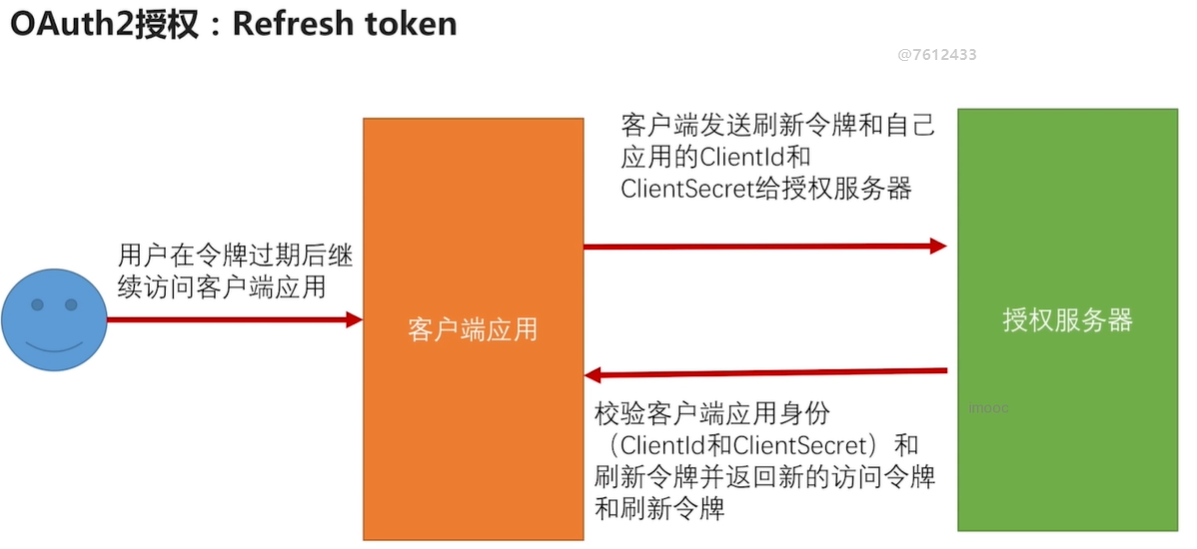 OAuth2授权：Refresh token
@7612433
客户端发送刷新令牌和自己
应用的ClientId和
ClientSecret给授权服务器
用户在令牌过期后继
续访问客户端应用
客户端应用
授权服务器
imooc
校验客户端应用身份
（ClientId和ClientSecret）和
刷新令牌并返回新的访问令牌
和刷新令牌